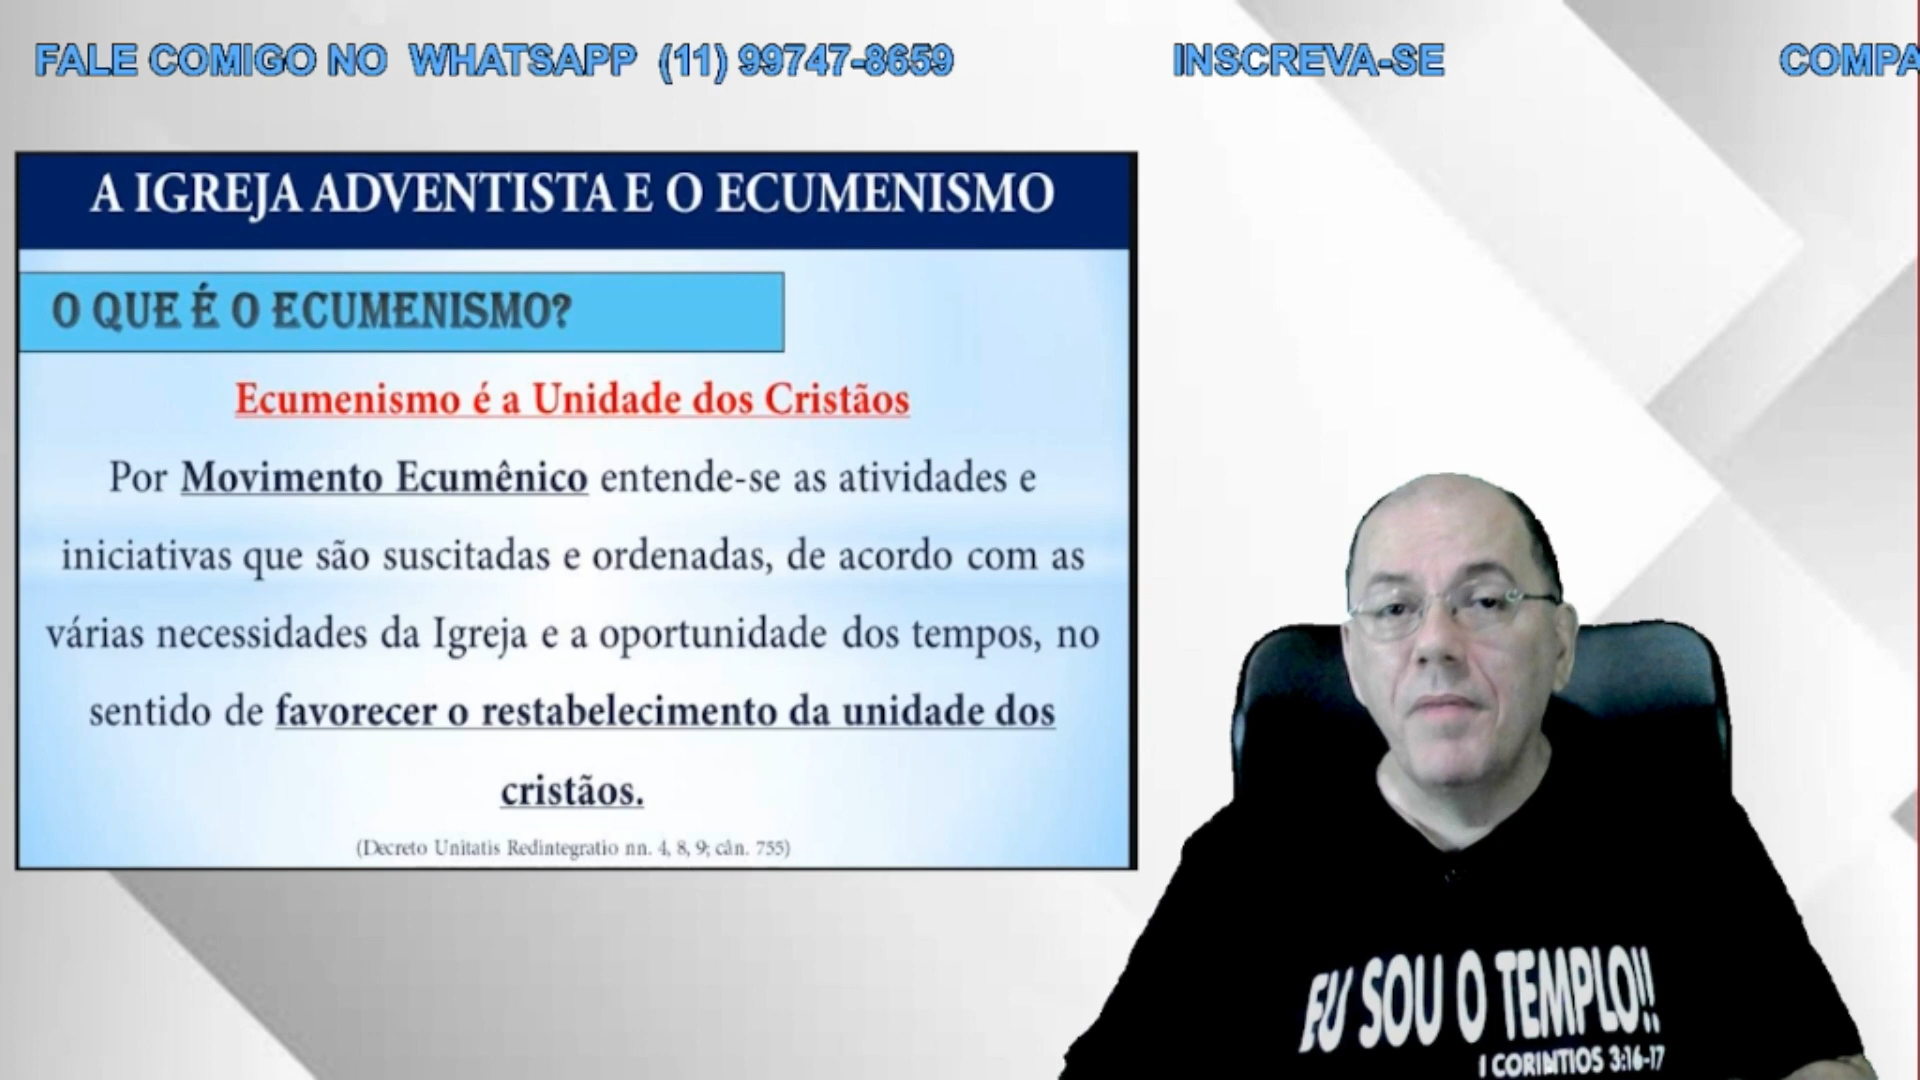 FALE COMIGO NO WHATSAPP (11) 99747-8659 INSCREVA-SE COMPA
A IGREJA ADVENTISTA E O ECUMENISMO
O QUE É O ECUMENISMO?
Ecumenismo é a Unidade dos Cristãos
Por Movimento Ecumênico entende-se as atividades e
iniciativas que são suscitadas e ordenadas, de acordo com as
várias necessidades da Igreja e a oportunidade dos tempos, no
sentido de favorecer o restabelecimento da unidade dos
cristãos.
(Decreto Unitatis Redintegratio nn. 4, 8, 9; cân. 755)
EU SOU O TEMPLO!!
I CORINTIOS 3:16-17